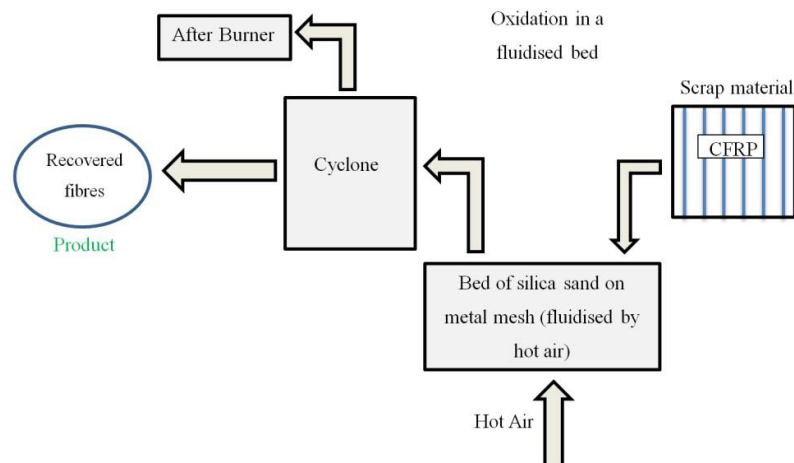 After Burner
Oxidation in a
fluidised bed
Scrap material
CFRP
Cyclone
Recovered
fibres
Product
Bed of silica sand on
metal mesh (fluidised by
hot air)
Hot Air